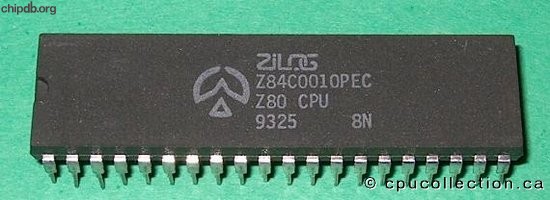 chipdb.org
ZiLOG
Z84C0010PEC
Z80 CPU
9325 8N
© cpucollection.ca